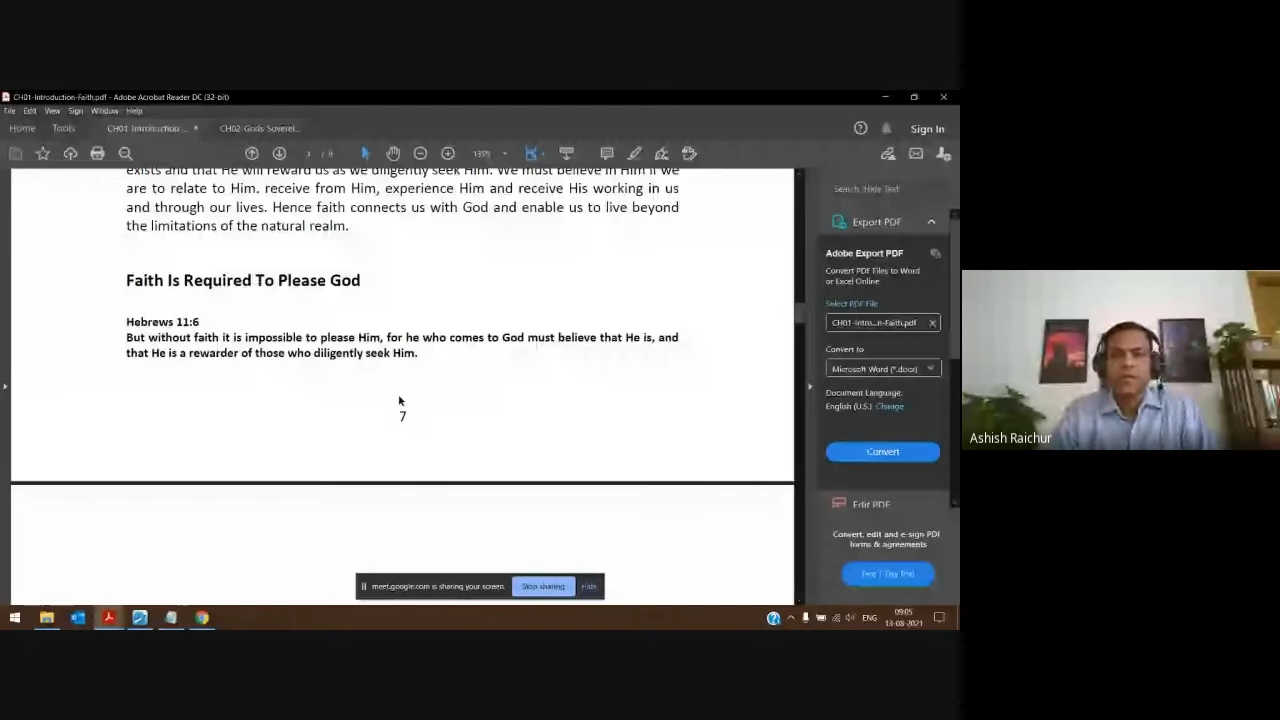 CH01-Introduction-Faith.pdf - Adobe Acrobat Reader DC (32-bit)
File Edit View Sign Window Help
Home Tools CH01 Introduction ... × CH02 Gods Soverei...
Sign In
135%
exists and that He will reward us as we diligently seek Him. We must believe in Him if we
are to relate to Him. receive from Him, experience Him and receive His working in us
and through our lives. Hence faith connects us with God and enable us to live beyond
the limitations of the natural realm.
Faith Is Required To Please God
Hebrews 11:6
But without faith it is impossible to please Him, for he who comes to God must believe that He is, and
that He is a rewarder of those who diligently seek Him.
7
Search 'Hide Text'
Export PDF
Adobe Export PDF
Convert PDF Files to Word
or Excel Online
Select PDF File
CH01-Intro...n-Faith.pdf
Convert to
Microsoft Word (*.docx)
Document Language:
English (U.S.) Change
Convert
Edit PDF
Convert, edit and e-sign PDF
forms & agreements
Free 7-Day Trial
meet.google.com is sharing your screen. Stop sharing Hide
ENG
09:05
13-08-2021
Ashish Raichur